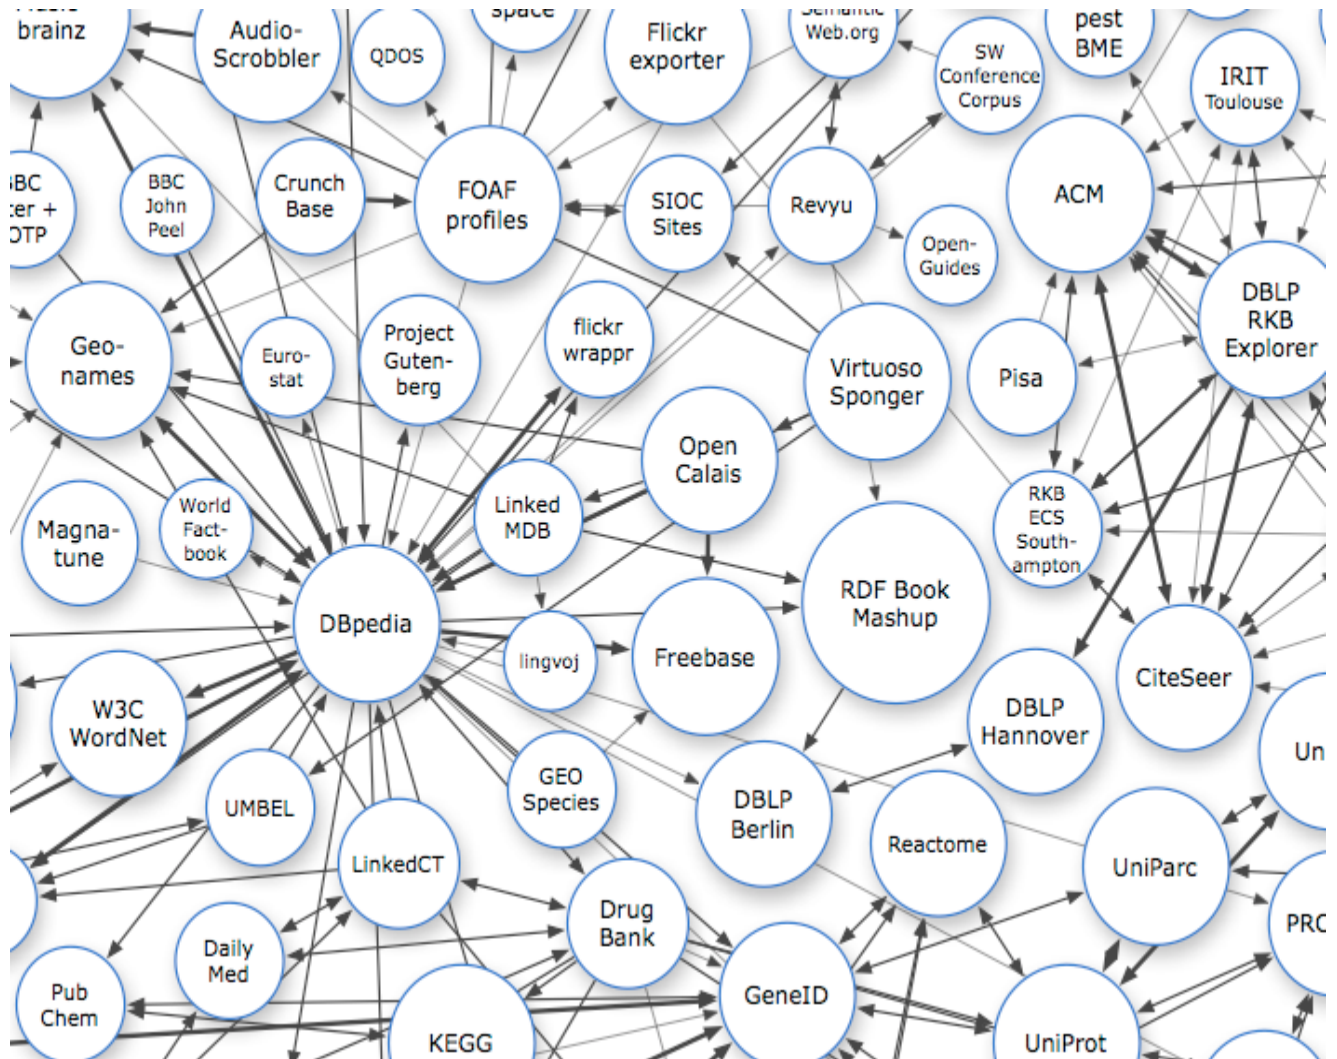 brainz
Audio-
Scrobbler
QDOS
space
Flickr
exporter
Semantic
Web.org
SW
Conference
Corpus
pest
BME
IRIT
Toulouse
BBC
John
Peel
Crunch
Base
FOAF
profiles
SIOC
Sites
Revyu
Open-
Guides
ACM
DBLP
RKB
Explorer
Geo-
names
Euro-
stat
Project
Guten-
berg
flickr
wrappr
Virtuoso
Sponger
Pisa
Open
Calais
Magna-
tune
World
Fact-
book
Linked
MDB
RKB
ECS
South-
ampton
RDF Book
Mashup
DBpedia
lingvoj
Freebase
CiteSeer
W3C
WordNet
DBLP
Hannover
UMBEL
GEO
Species
DBLP
Berlin
Reactome
UniParc
Un
LinkedCT
Drug
Bank
PRO
Daily
Med
Pub
Chem
KEGG
GeneID
UniProt